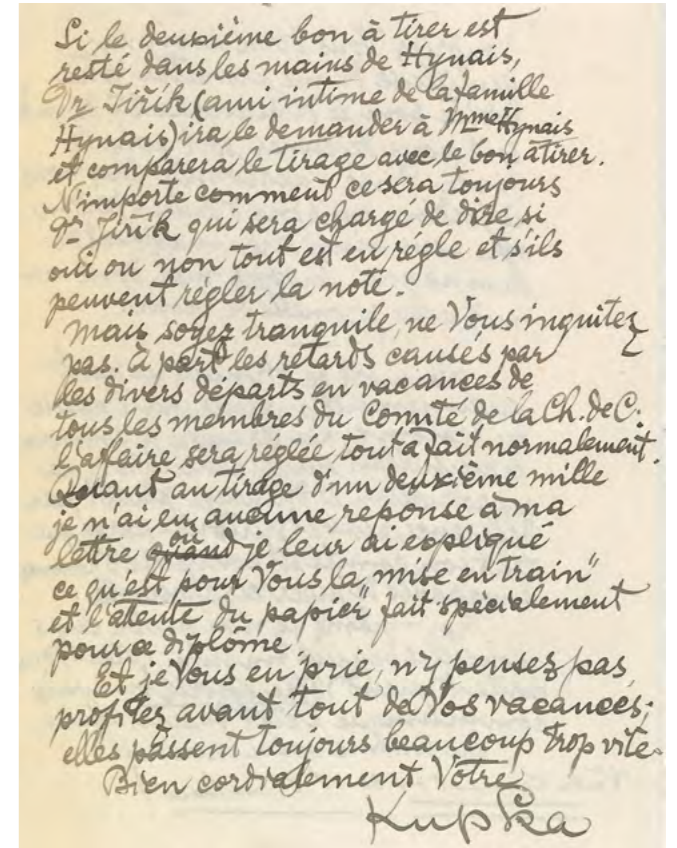 Si le deuxième bon à tirer est
resté dans les mains de Hynais,
Dr Jiřík (ami intime de la famille
Hynais) ira le demander à Mme Hynais
et comparera le tirage avec le bon à tirer.
N'importe comment ce sera toujours
Dr Jiřík qui sera chargé de dire si
oui ou non tout est en règle et s'ils
peuvent régler la note.
Mais soyez tranquile, ne Vous inquitez
pas. A part les retards causés par
les divers départs en vacances de
tous les membres du Comité de la Ch. de C.
l'affaire sera réglée tout à fait normalement.
Quant au tirage d'un deuxième mille
je n'ai eu aucune reponse à ma
lettre où je leur ai expliqué
ce qu'est pour Vous la „mise en train"
et l'attente du papier" fait spécialement
pour ce diplôme.
Et je Vous en prie, n'y pensez pas,
profitez avant tout de Vos vacances;
elles passent toujours beaucoup trop vite.
Bien cordialement Votre
Kupka